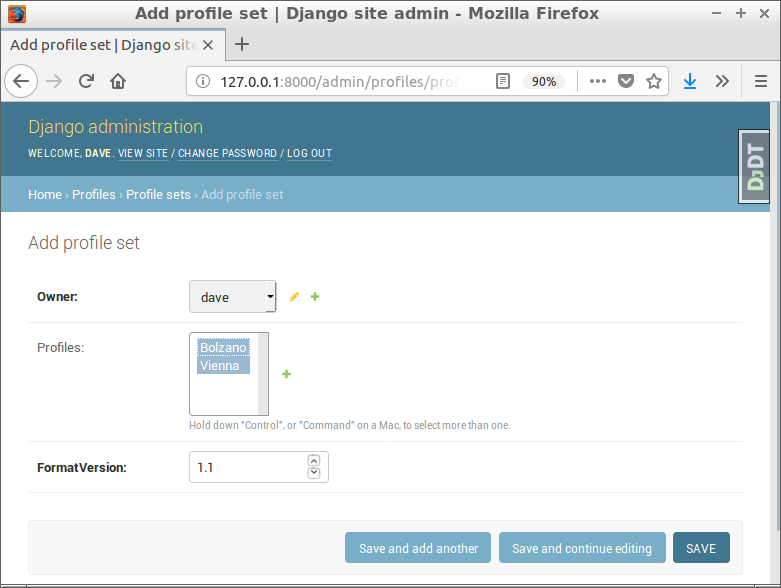 Add profile set | Django site admin - Mozilla Firefox
Add profile set | Django site
127.0.0.1:8000/admin/profiles/prof
90%
Django administration
WELCOME, DAVE. VIEW SITE / CHANGE PASSWORD / LOG OUT
DJDT
Home › Profiles › Profile sets › Add profile set
Add profile set
Owner:
dave
Profiles:
Bolzano
Vienna
Hold down "Control", or "Command" on a Mac, to select more than one.
FormatVersion:
1.1
Save and add another
Save and continue editing
SAVE